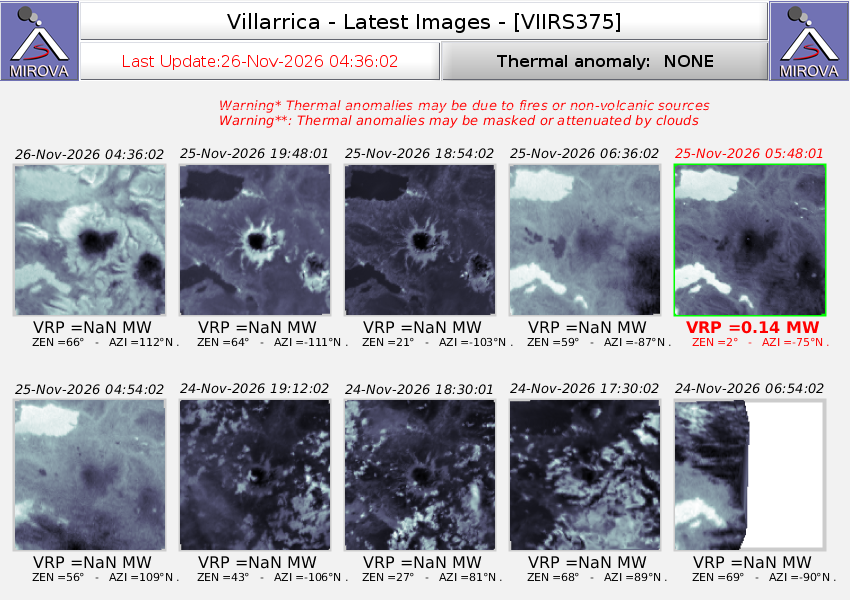 Villarrica - Latest Images - [VIIRS375]
MIROVA
Last Update:26-Nov-2026 04:36:02
Thermal anomaly: NONE
MIROVA
Warning* Thermal anomalies may be due to fires or non-volcanic sources
Warning**: Thermal anomalies may be masked or attenuated by clouds
26-Nov-2026 04:36:02 25-Nov-2026 19:48:01 25-Nov-2026 18:54:02 25-Nov-2026 06:36:02 25-Nov-2026 05:48:01
VRP =NaN MW VRP =NaN MW VRP =NaN MW VRP =NaN MW VRP =0.14 MW
ZEN =66° - AZI =112°N . ZEN =64° - AZI =-111°N . ZEN =21° - AZI =-103°N . ZEN =59° - AZI =-87°N . ZEN =2° - AZI =-75°N .
25-Nov-2026 04:54:02 24-Nov-2026 19:12:02 24-Nov-2026 18:30:01 24-Nov-2026 17:30:02 24-Nov-2026 06:54:02
VRP =NaN MW VRP =NaN MW VRP =NaN MW VRP =NaN MW VRP =NaN MW
ZEN =56° - AZI =109°N . ZEN =43° - AZI =-106°N . ZEN =27° - AZI =81°N . ZEN =68° - AZI =89°N . ZEN =69° - AZI =-90°N .